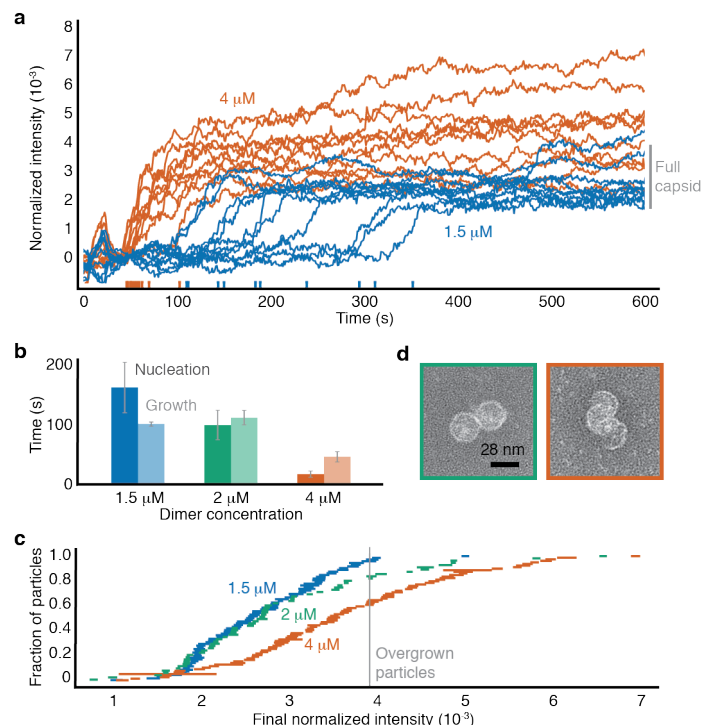 a
8
7
6
5
4
3
2
1
0
Normalized intensity (10⁻³)
4 μM
1.5 μM
Full
capsid
0 100 200 300 400 500 600
Time (s)
b
200
100
0
Time (s)
Nucleation
Growth
1.5 μM 2 μM 4 μM
Dimer concentration
d
28 nm
c
1.0
0.8
0.6
0.4
0.2
0
Fraction of particles
1.5 μM
2 μM
4 μM
Overgrown
particles
1 2 3 4 5 6 7
Final normalized intensity (10⁻³)